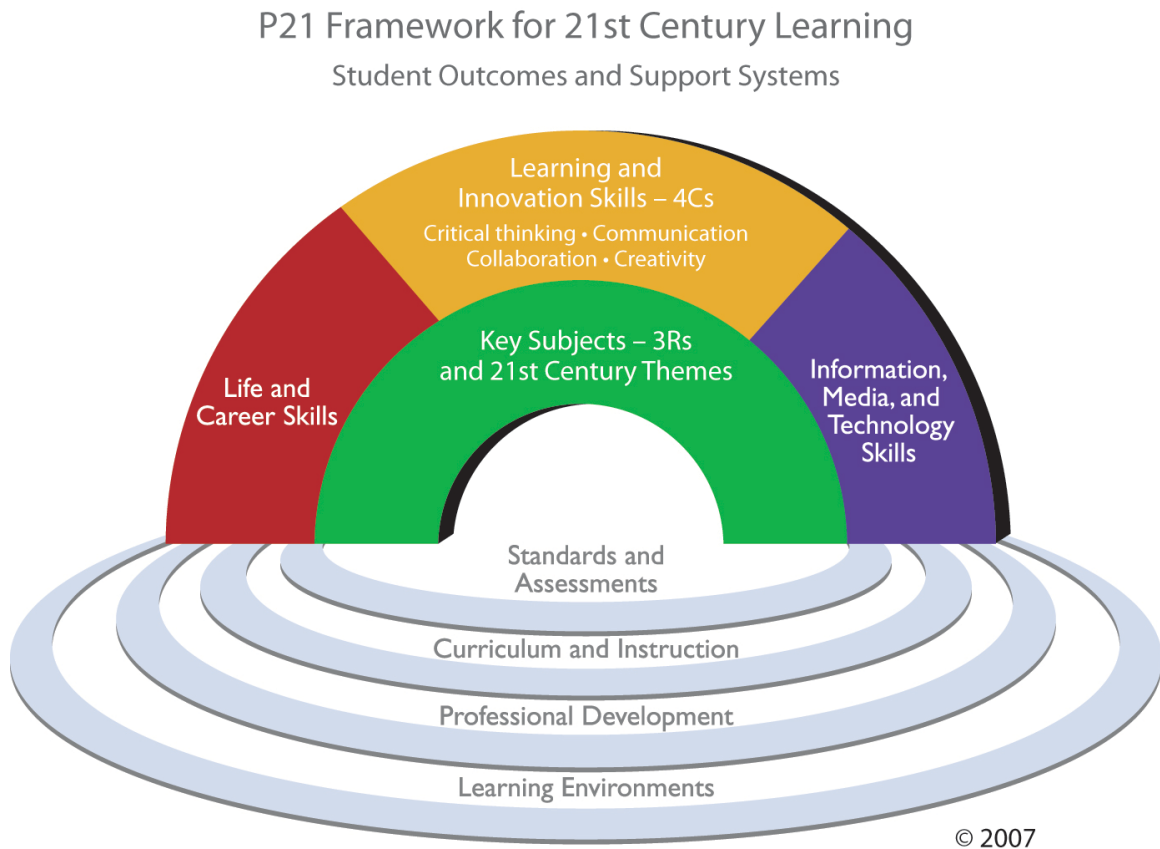 P21 Framework for 21st Century Learning
Student Outcomes and Support Systems
Learning and
Innovation Skills – 4Cs
Critical thinking • Communication
Collaboration • Creativity
Key Subjects – 3Rs
and 21st Century Themes
Life and
Career Skills
Information,
Media, and
Technology
Skills
Standards and
Assessments
Curriculum and Instruction
Professional Development
Learning Environments
© 2007